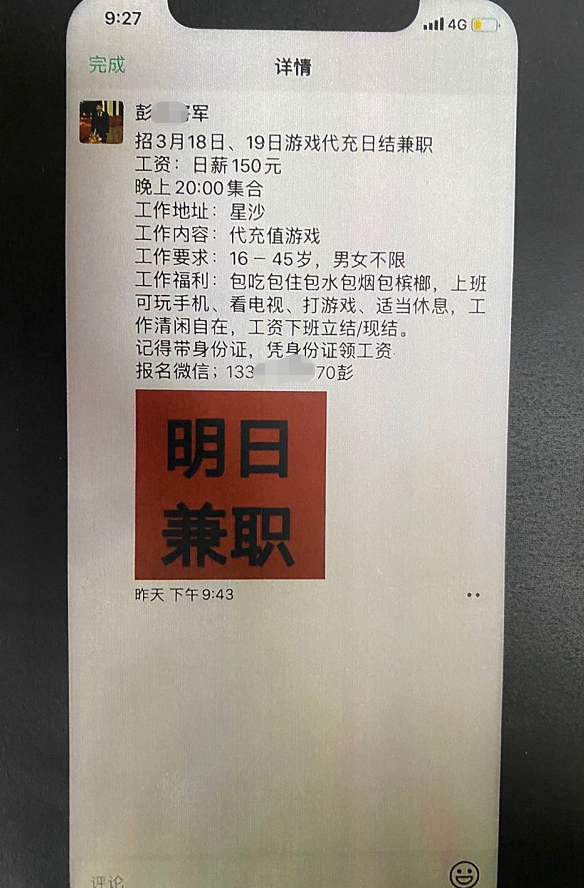 9:27
4G
完成
详情
彭 军
招3月18日、19日游戏代充日结兼职
工资：日薪150元
晚上20:00集合
工作地址：星沙
工作内容：代充值游戏
工作要求：16－45岁，男女不限
工作福利：包吃包住包水包烟包槟榔，上班
可玩手机、看电视、打游戏、适当休息，工
作清闲自在，工资下班立结/现结。
记得带身份证，凭身份证领工资
报名微信；133 70彭
明日
兼职
昨天 下午9:43
评论